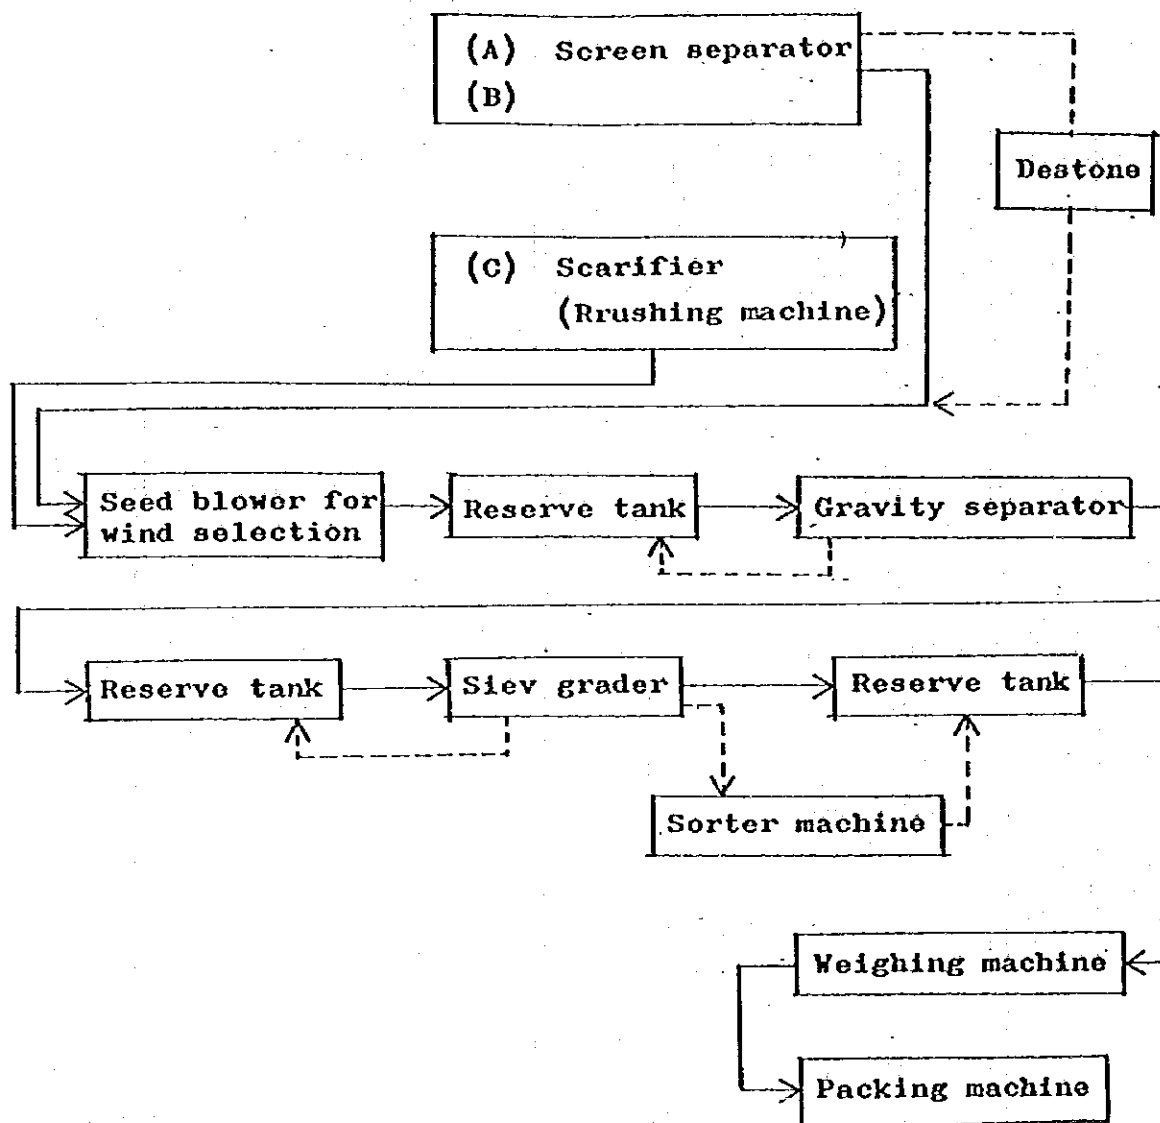 (A) Screen separator
(B)
Destone
(C) Scarifier
(Rrushing machine)
Seed blower for
wind selection
Reserve tank
Gravity separator
Reserve tank
Siev grader
Reserve tank
Sorter machine
Weighing machine
Packing machine